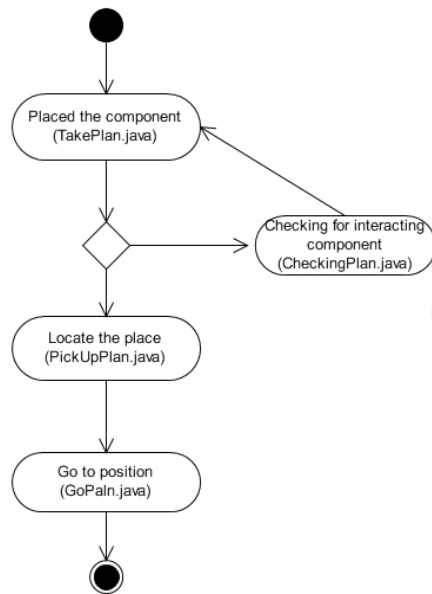 Placed the component
(TakePlan.java)
Checking for interacting
component
(CheckingPlan.java)
Locate the place
(PickUpPlan.java)
Go to position
(GoPaln.java)